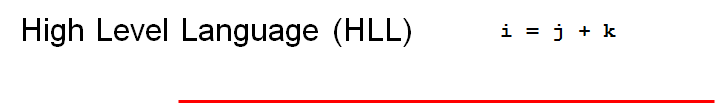 High Level Language (HLL) i = j + k